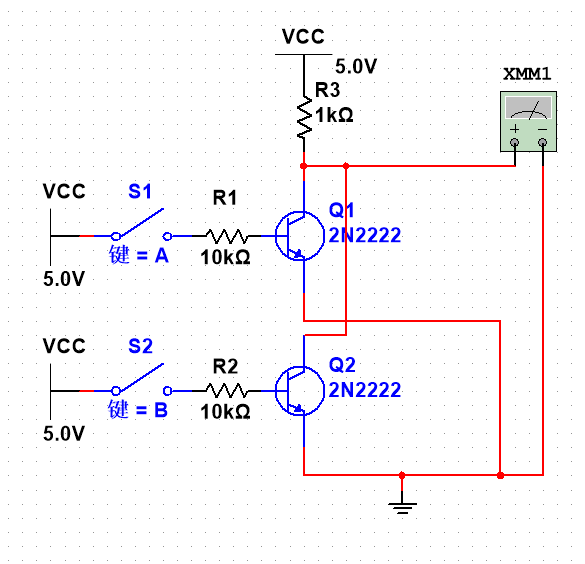 VCC
5.0V
R3
1kΩ
XMM1
+ −
VCC
S1
R1
Q1
2N2222
键 = A
10kΩ
5.0V
VCC
S2
R2
Q2
2N2222
键 = B
10kΩ
5.0V